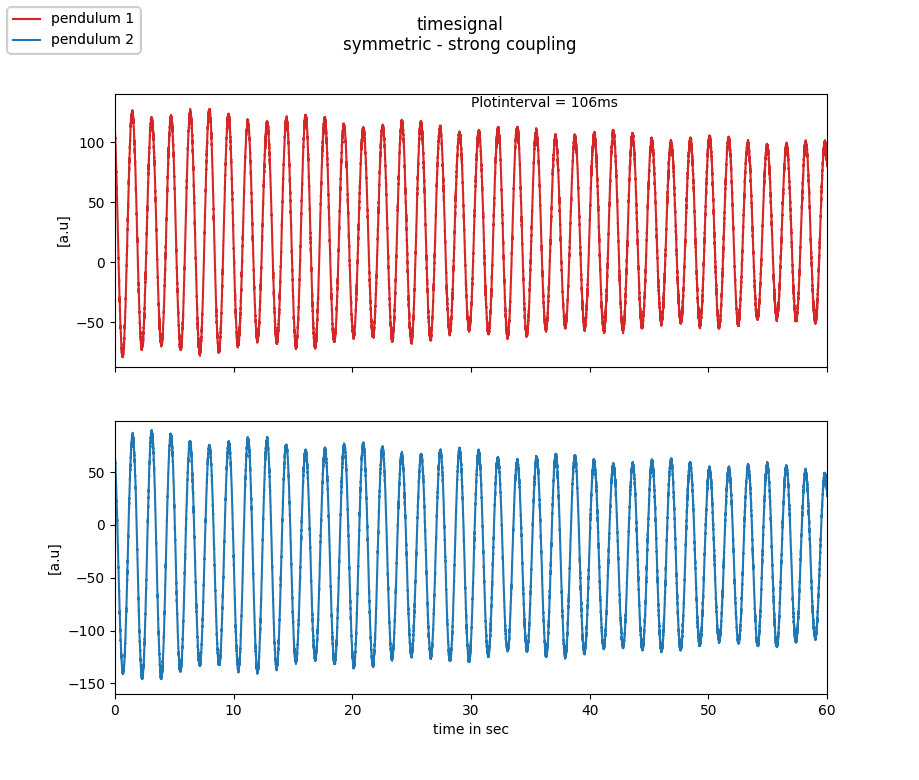 pendulum 1
pendulum 2
timesignal
symmetric - strong coupling
Plotinterval = 106ms
100
50
0
−50
[a.u]
50
0
−50
−100
−150
[a.u]
0 10 20 30 40 50 60
time in sec